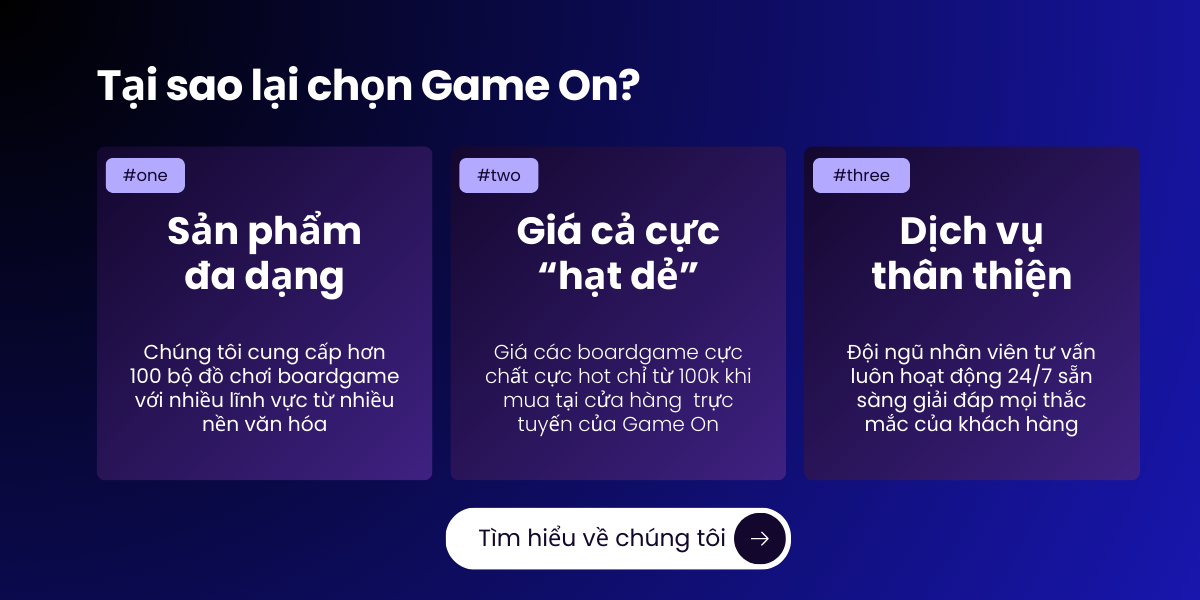 Tại sao lại chọn Game On?
#one
Sản phẩm
đa dạng
Chúng tôi cung cấp hơn
100 bộ đồ chơi boardgame
với nhiều lĩnh vực từ nhiều
nền văn hóa
#two
Giá cả cực
“hạt dẻ”
Giá các boardgame cực
chất cực hot chỉ từ 100k khi
mua tại cửa hàng  trực
tuyến của Game On
#three
Dịch vụ
thân thiện
Đội ngũ nhân viên tư vấn
luôn hoạt động 24/7 sẵn
sàng giải đáp mọi thắc
mắc của khách hàng
Tìm hiểu về chúng tôi